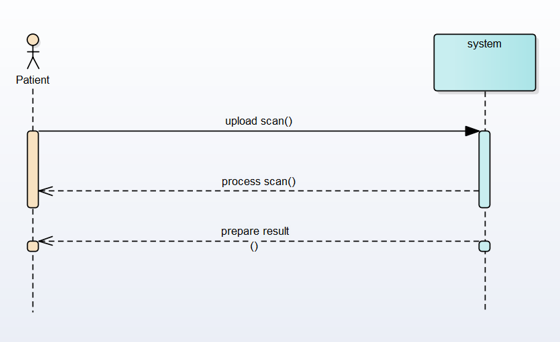 system
Patient
upload scan()
process scan()
prepare result
()